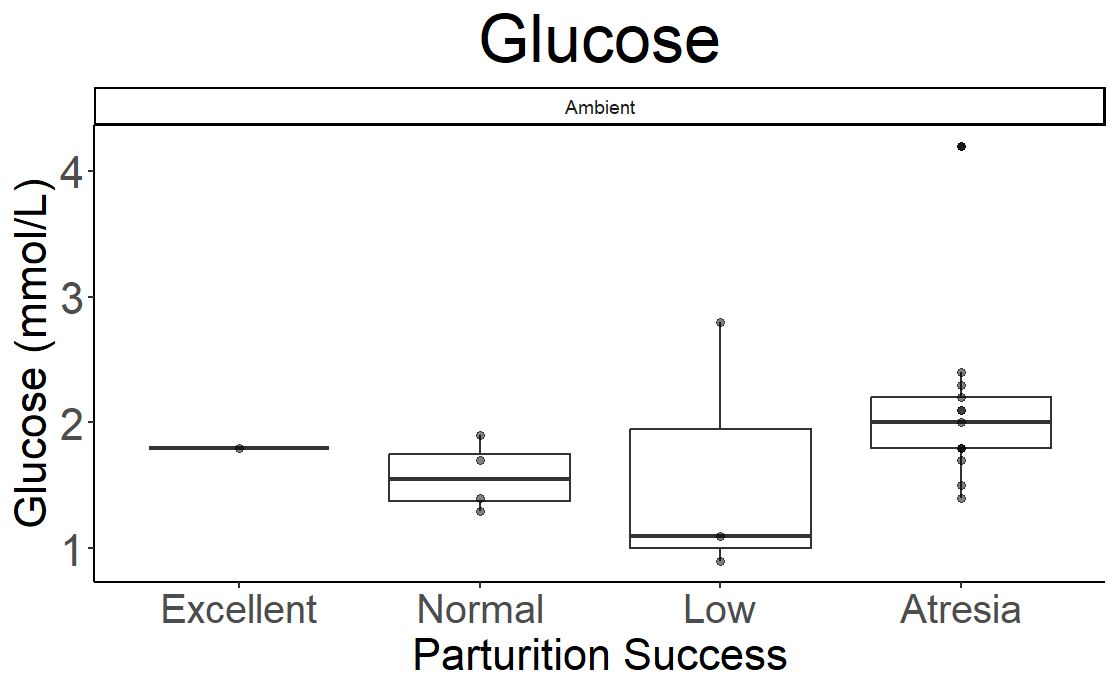 Glucose
Ambient
Glucose (mmol/L)
4
3
2
1
Excellent Normal Low Atresia
Parturition Success